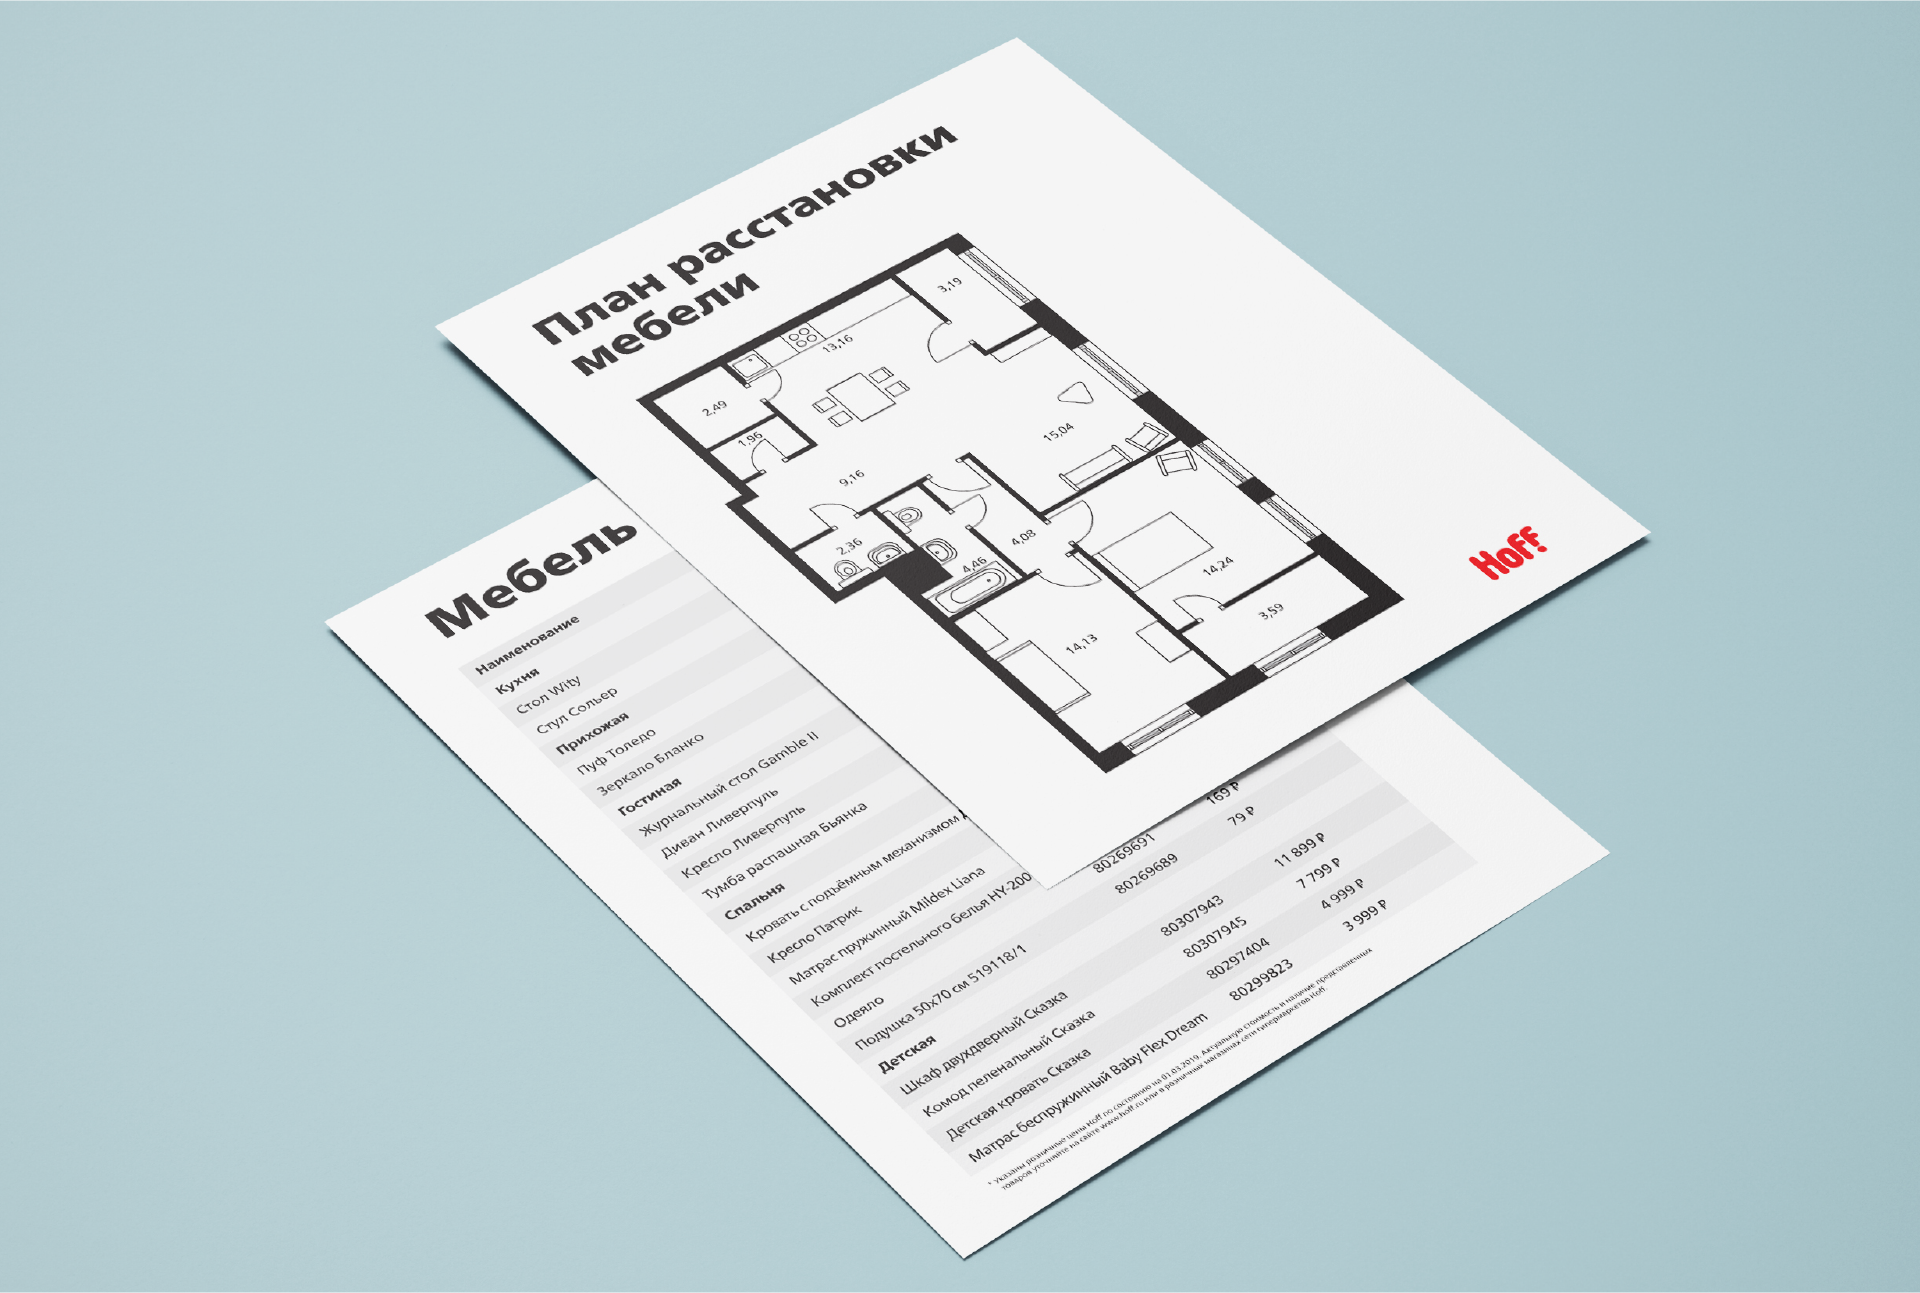 План расстановки
мебели
3,19
13,16
2,49
1,96
15,04
9,16
2,36
4,08
4,46
14,24
3,59
14,13
Hoff
Мебель
Наименование
Кухня
Стол Wity
Стул Сольер
Прихожая
Пуф Толедо
Зеркало Бланко
Гостиная
Журнальный стол Gamble II
Диван Ливерпуль
Кресло Ливерпуль
Тумба распашная Бьянка
Спальня
Кровать с подъёмным механизмом
Кресло Патрик
Матрас пружинный Mildex Liana
Комплект постельного белья HY-200
Одеяло 80269691 169 ₽
Подушка 50х70 см 519118/1 80269689 79 ₽
Детская
Шкаф двухдверный Сказка 80307943 11 899 ₽
Комод пеленальный Сказка 80307945 7 799 ₽
Детская кровать Сказка 80297404 4 999 ₽
Матрас беспружинный Baby Flex Dream 80299823 3 999 ₽
* Указаны розничные цены Hoff по состоянию на 01.03.2019. Актуальную стоимость и наличие представленных
товаров уточняйте на сайте www.hoff.ru или в розничных магазинах сети гипермаркетов Hoff.